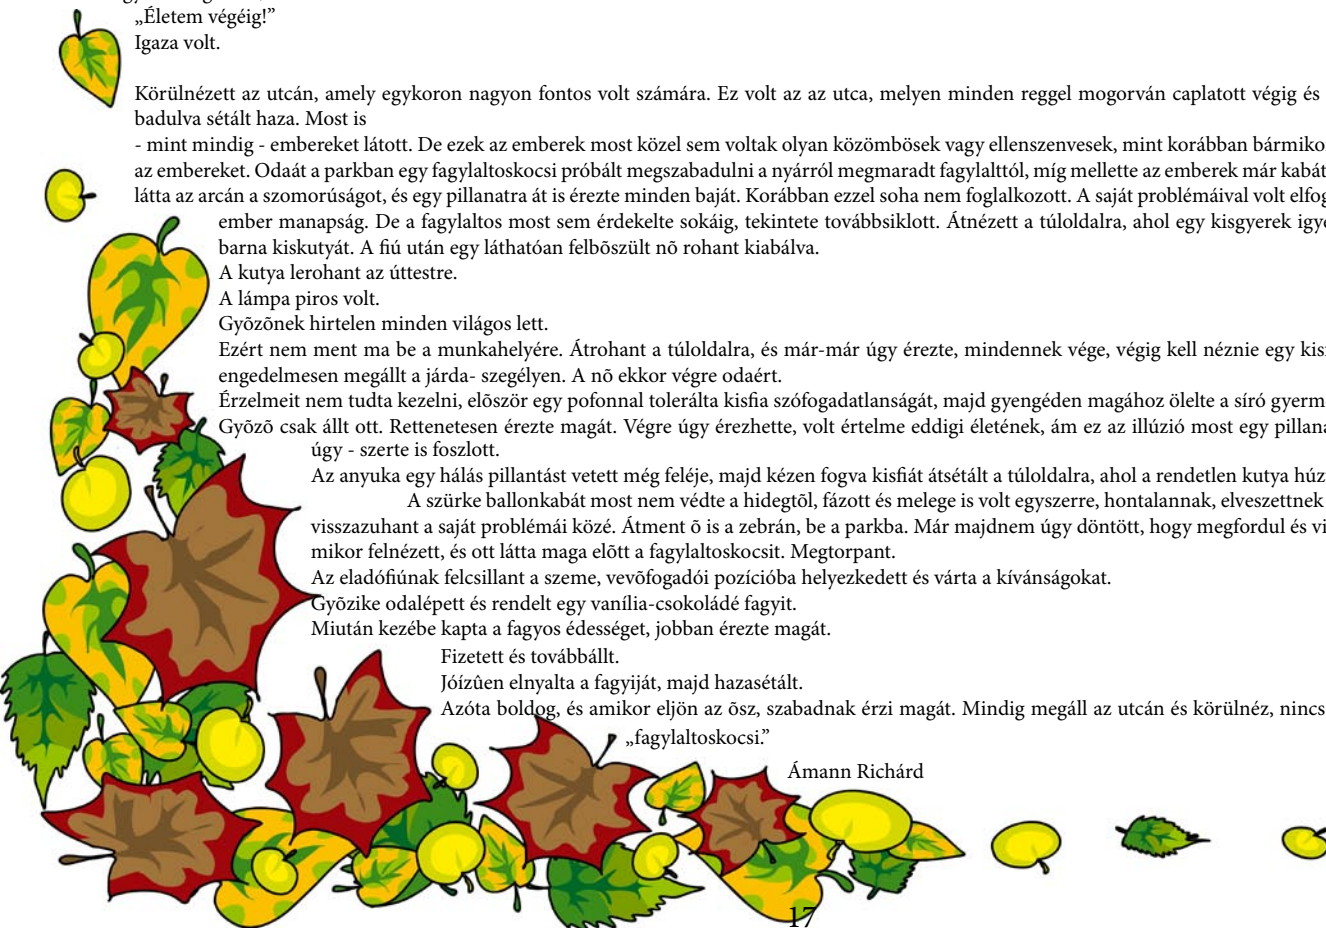 „Életem végéig!”
Igaza volt.
Körülnézett az utcán, amely egykoron nagyon fontos volt számára. Ez volt az az utca, melyen minden reggel mogorván caplatott végig és
badulva sétált haza. Most is
- mint mindig - embereket látott. De ezek az emberek most közel sem voltak olyan közömbösek vagy ellenszenvesek, mint korábban bármiko
az embereket. Odaát a parkban egy fagylaltoskocsi próbált megszabadulni a nyárról megmaradt fagylalttól, míg mellette az emberek már kabát
látta az arcán a szomorúságot, és egy pillanatra át is érezte minden baját. Korábban ezzel soha nem foglalkozott. A saját problémáival volt elfog
ember manapság. De a fagylaltos most sem érdekelte sokáig, tekintete továbbsiklott. Átnézett a túloldalra, ahol egy kisgyerek igye
barna kiskutyát. A fiú után egy láthatóan felbõszült nõ rohant kiabálva.
A kutya lerohant az úttestre.
A lámpa piros volt.
Gyõzõnek hirtelen minden világos lett.
Ezért nem ment ma be a munkahelyére. Átrohant a túloldalra, és már-már úgy érezte, mindennek vége, végig kell néznie egy kis
engedelmesen megállt a járda- szegélyen. A nõ ekkor végre odaért.
Érzelmeit nem tudta kezelni, elõször egy pofonnal tolerálta kisfia szófogadatlanságát, majd gyengéden magához ölelte a síró gyerm
Gyõzõ csak állt ott. Rettenetesen érezte magát. Végre úgy érezhette, volt értelme eddigi életének, ám ez az illúzió most egy pillana
úgy - szerte is foszlott.
Az anyuka egy hálás pillantást vetett még feléje, majd kézen fogva kisfiát átsétált a túloldalra, ahol a rendetlen kutya húz
A szürke ballonkabát most nem védte a hidegtõl, fázott és melege is volt egyszerre, hontalannak, elveszettnek
visszazuhant a saját problémái közé. Átment õ is a zebrán, be a parkba. Már majdnem úgy döntött, hogy megfordul és vi
mikor felnézett, és ott látta maga elõtt a fagylaltoskocsit. Megtorpant.
Az eladófiúnak felcsillant a szeme, vevõfogadói pozícióba helyezkedett és várta a kívánságokat.
Gyõzike odalépett és rendelt egy vanília-csokoládé fagyit.
Miután kezébe kapta a fagyos édességet, jobban érezte magát.
Fizetett és továbbállt.
Jóízûen elnyalta a fagyiját, majd hazasétált.
Azóta boldog, és amikor eljön az õsz, szabadnak érzi magát. Mindig megáll az utcán és körülnéz, nincs
„fagylaltoskocsi.”
Ámann Richárd
17